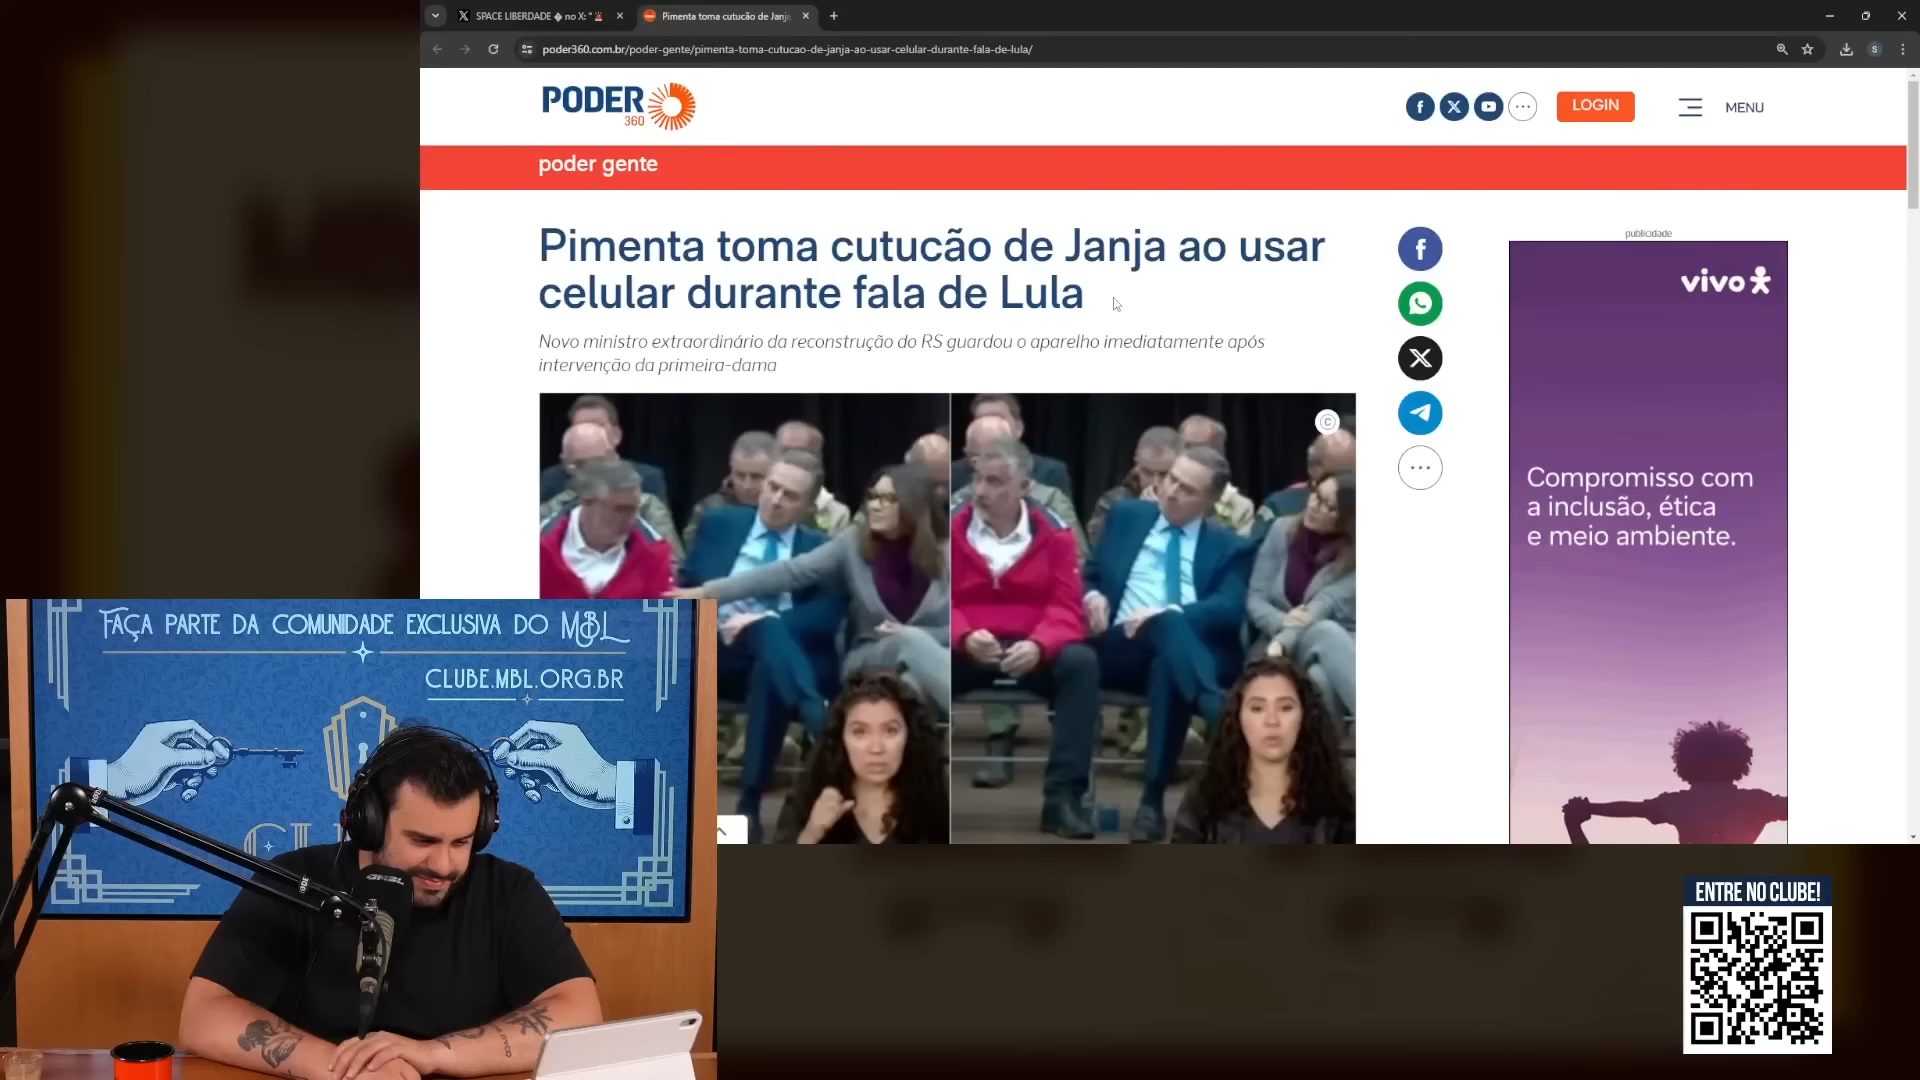 SPACE LIBERDADE � no X: "🚨
Pimenta toma cutucão de Janj
poder360.com.br/poder-gente/pimenta-toma-cutucao-de-janja-ao-usar-celular-durante-fala-de-lula/
S
PODER
360
LOGIN
MENU
poder gente
Pimenta toma cutucão de Janja ao usar
celular durante fala de Lula
Novo ministro extraordinário da reconstrução do RS guardou o aparelho imediatamente após
intervenção da primeira-dama
publicidade
vivo
Compromisso com
a inclusão, ética
e meio ambiente.
FAÇA PARTE DA COMUNIDADE EXCLUSIVA DO MBL
CLUBE.MBL.ORG.BR
RODE
RODE
MBL
ENTRE NO CLUBE!